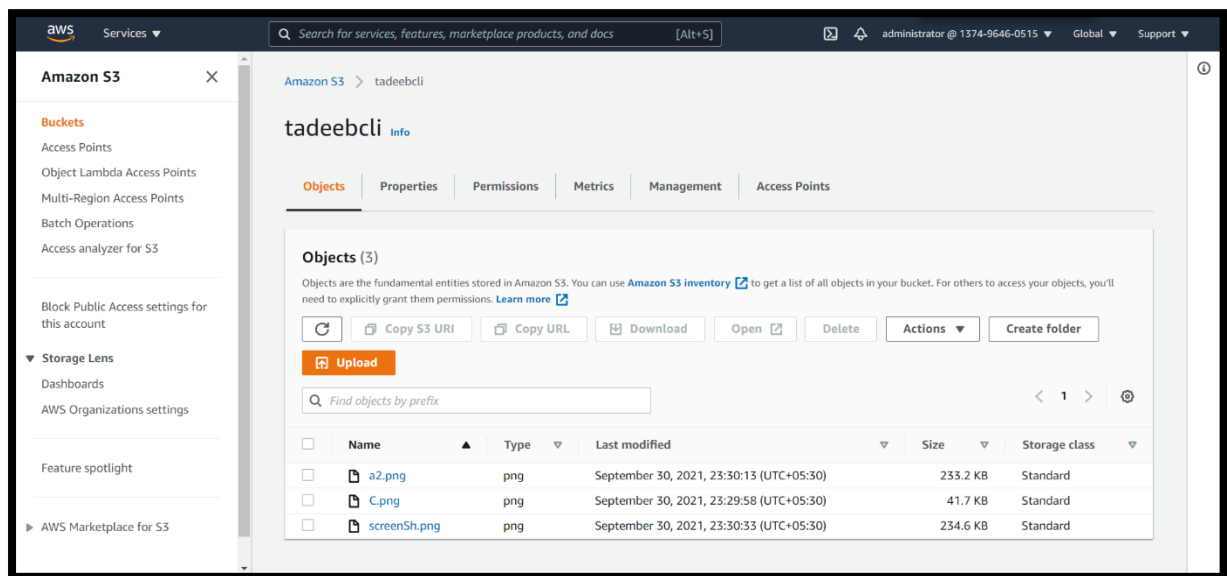 aws Services ▼ Search for services, features, marketplace products, and docs [Alt+S] administrator @ 1374-9646-0515 ▼ Global ▼ Support ▼
Amazon S3 ×
Buckets
Access Points
Object Lambda Access Points
Multi-Region Access Points
Batch Operations
Access analyzer for S3
Block Public Access settings for
this account
▼ Storage Lens
Dashboards
AWS Organizations settings
Feature spotlight
▶ AWS Marketplace for S3
Amazon S3 > tadeebcli
tadeebcli Info
Objects Properties Permissions Metrics Management Access Points
Objects (3)
Objects are the fundamental entities stored in Amazon S3. You can use Amazon S3 inventory to get a list of all objects in your bucket. For others to access your objects, you'll
need to explicitly grant them permissions. Learn more
Copy S3 URI Copy URL Download Open Delete Actions ▼ Create folder
Upload
Find objects by prefix < 1 >
Name ▲ Type ▽ Last modified ▽ Size ▽ Storage class ▽
a2.png png September 30, 2021, 23:30:13 (UTC+05:30) 233.2 KB Standard
C.png png September 30, 2021, 23:29:58 (UTC+05:30) 41.7 KB Standard
screenSh.png png September 30, 2021, 23:30:33 (UTC+05:30) 234.6 KB Standard